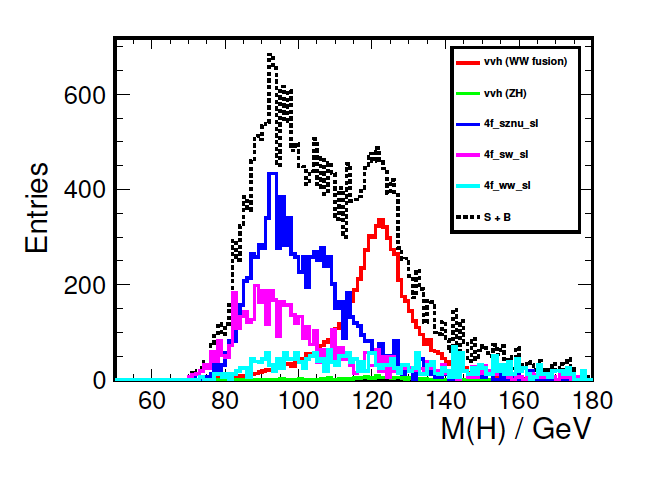 Entries
600
400
200
0
60
80
100
120
140
160
180
M(H) / GeV
vvh (WW fusion)
vvh (ZH)
4f_sznu_sl
4f_sw_sl
4f_ww_sl
S + B